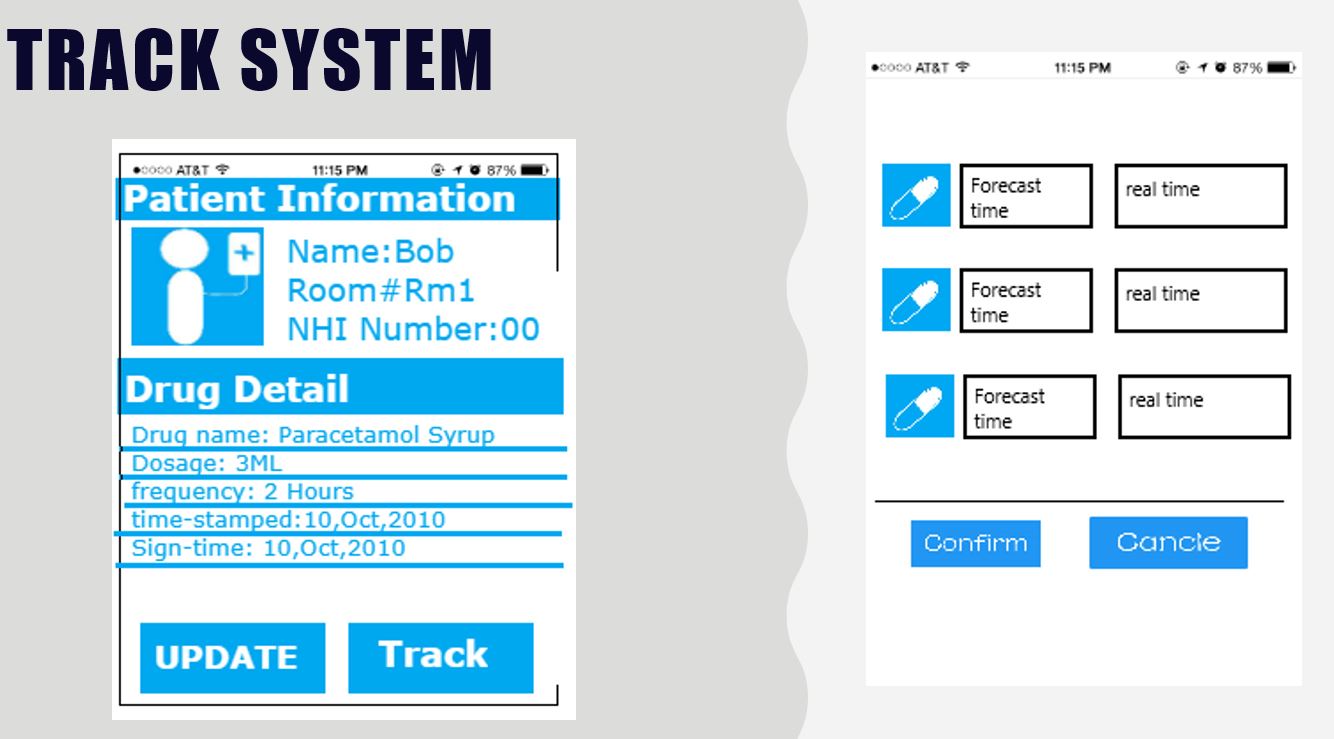 TRACK SYSTEM
AT&T 11:15 PM 87%
Patient Information
Name:Bob
Room#Rm1
NHI Number:00
Drug Detail
Drug name: Paracetamol Syrup
Dosage: 3ML
frequency: 2 Hours
time-stamped:10,Oct,2010
Sign-time: 10,Oct,2010
UPDATE Track
AT&T 11:15 PM 87%
Forecast
time
real time
Forecast
time
real time
Forecast
time
real time
Confirm Cancle